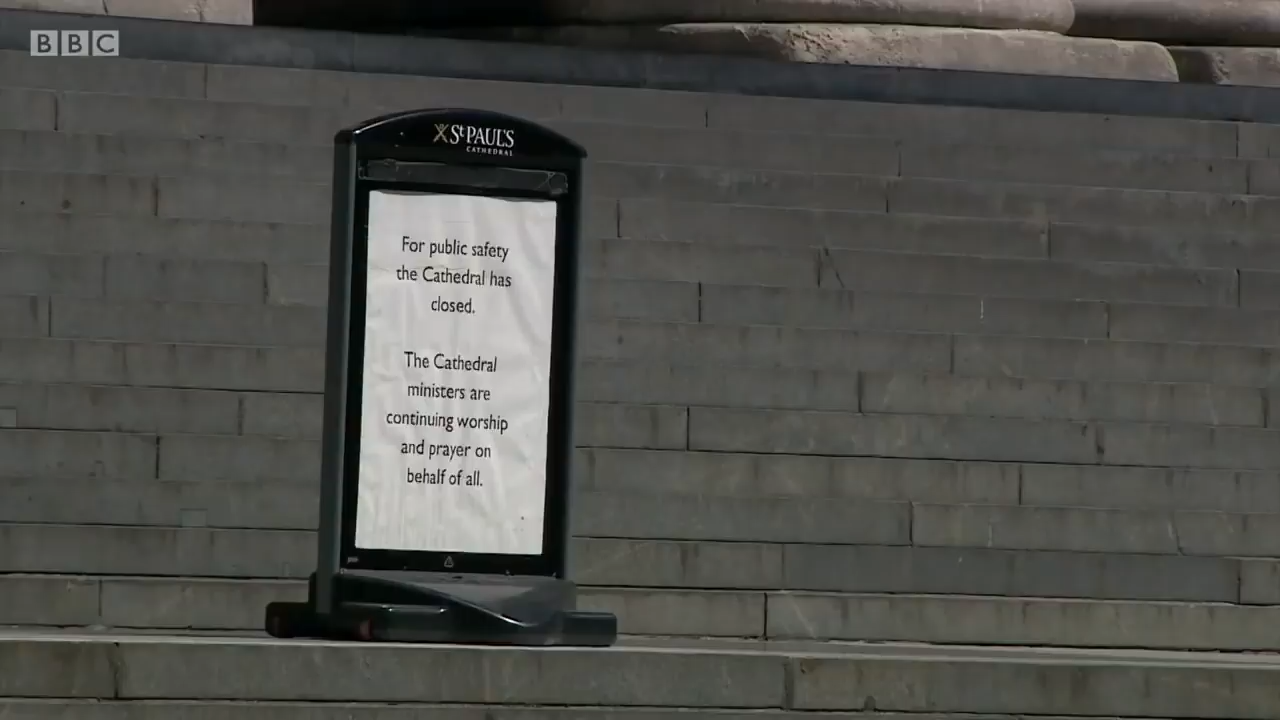 BBC
St PAUL'S
CATHEDRAL
For public safety
the Cathedral has
closed.
The Cathedral
ministers are
continuing worship
and prayer on
behalf of all.